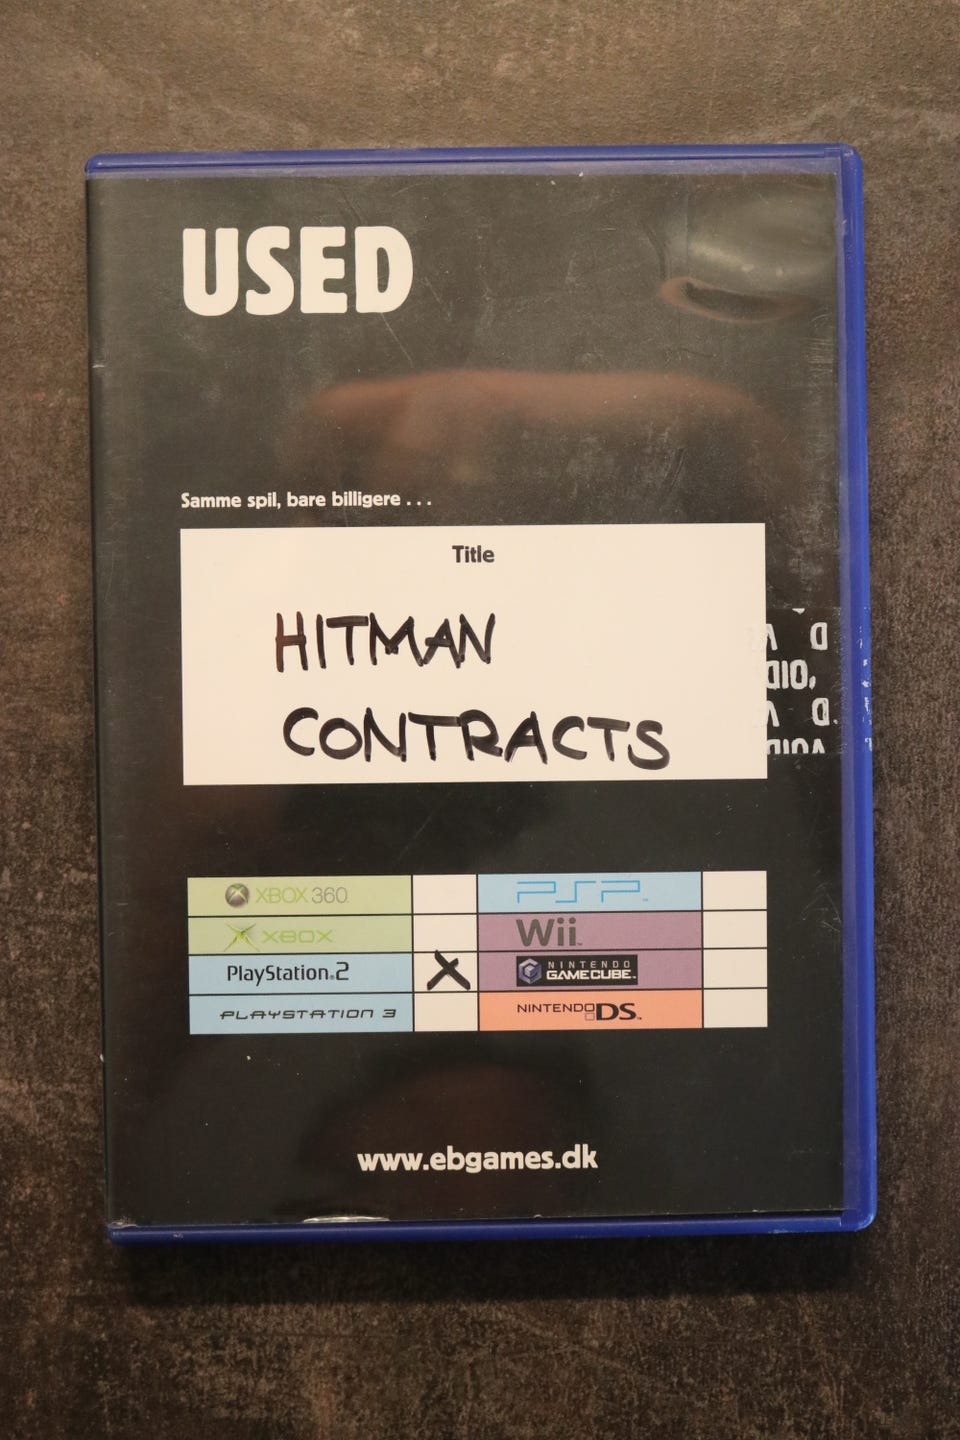 USED
Samme spil, bare billigere . . .
Title
HITMAN
CONTRACTS
XBOX 360
XBOX
PlayStation 2 X
PLAYSTATION 3
PSP
Wii
NINTENDO
GAMECUBE
NINTENDO DS
www.ebgames.dk